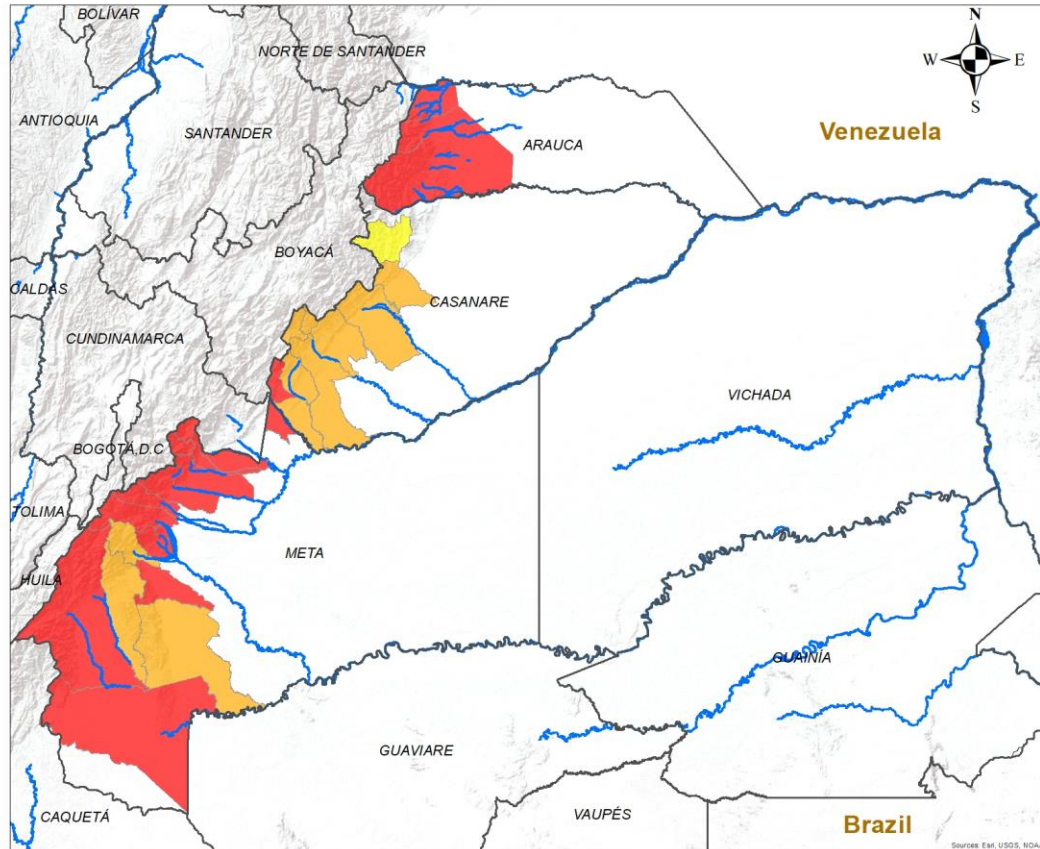 BOLÍVAR
NORTE DE SANTANDER
N
W
E
S
ANTIOQUIA
SANTANDER
ARAUCA
Venezuela
BOYACÁ
CALDAS
CASANARE
CUNDINAMARCA
VICHADA
BOGOTÁ, D.C
TOLIMA
META
HUILA
GUAINÍA
GUAVIARE
CAQUETÁ
VAUPÉS
Brazil
Sources: Esri, USGS, NOAA